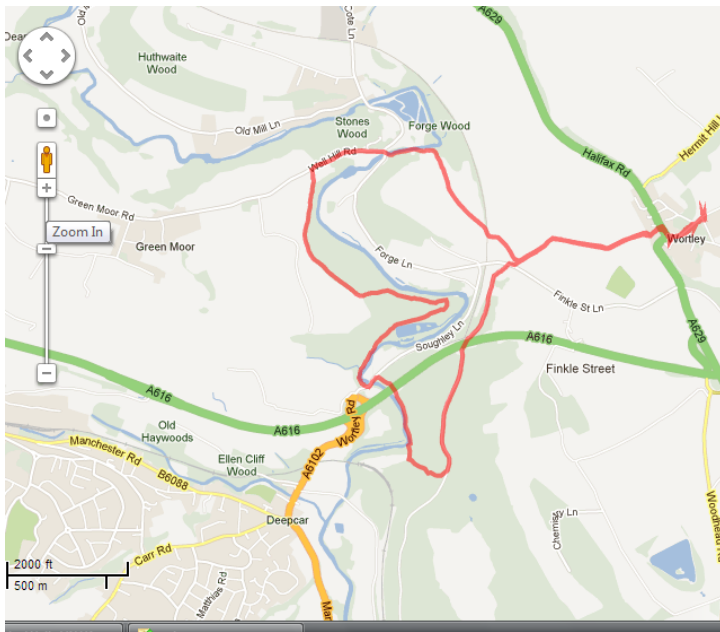 A629
Cote Ln
Huthwaite
Wood
Old Mill Ln
Stones
Wood
Forge Wood
Well Hill Rd
Halifax Rd
Hermit Hill
Green Moor Rd
Zoom In
Green Moor
Wortley
Forge Ln
Finkle St Ln
Soughley Ln
A629
A616
Finkle Street
A616
A616
Old
Haywoods
Wortley Rd
Manchester Rd
Ellen Cliff
Wood
A6102
B6088
Deepcar
Carr Rd
Chemistry Ln
Woodhead
2000 ft
500 m
Matthias Rd